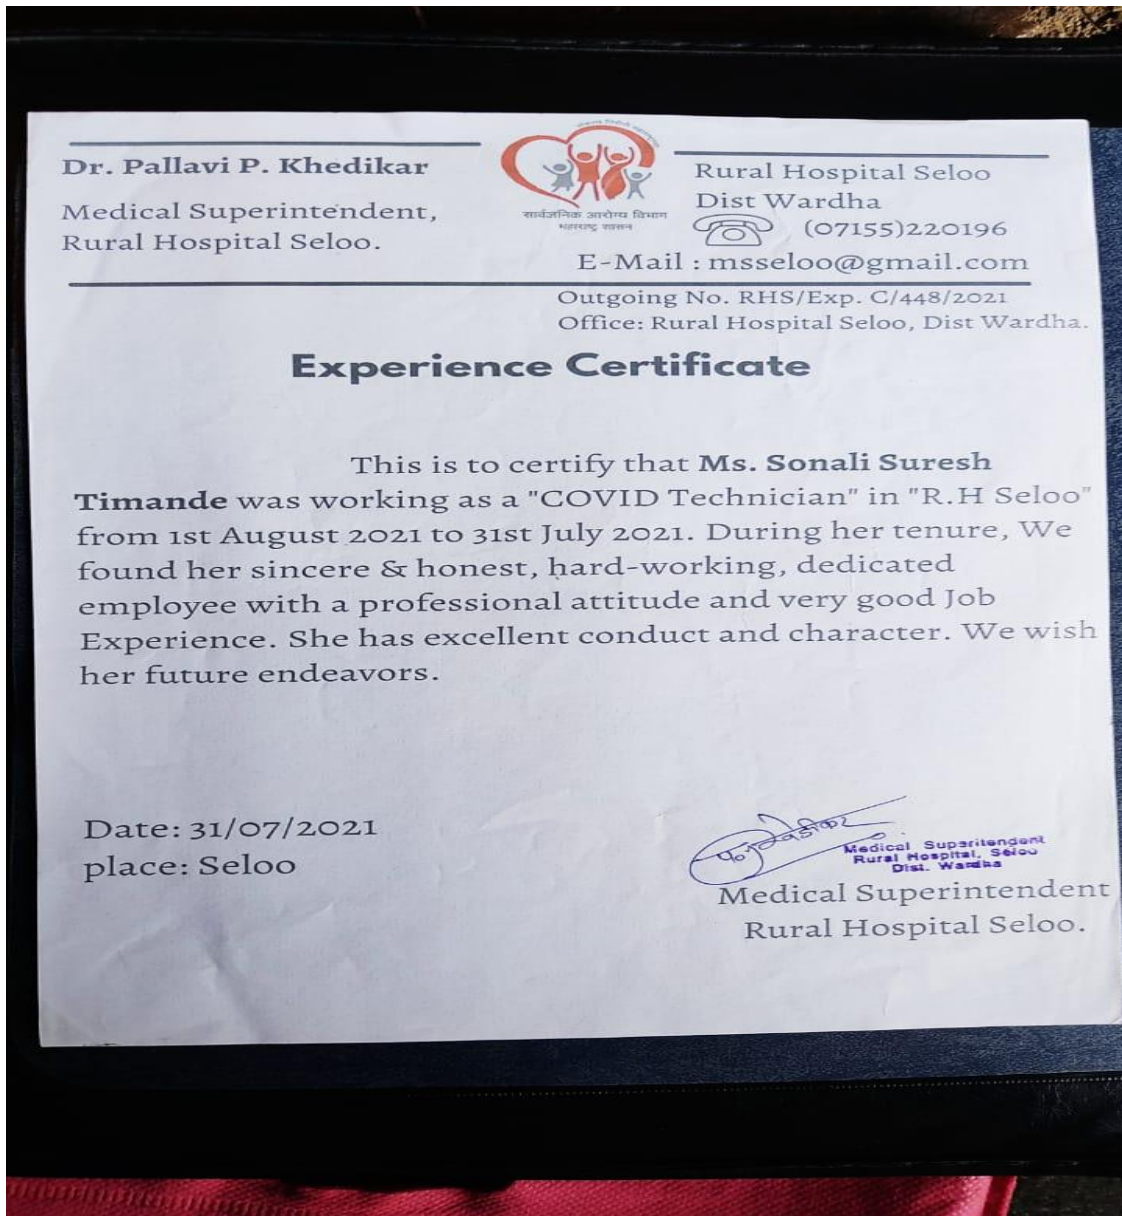 Dr. Pallavi P. Khedikar
Medical Superintendent,
Rural Hospital Seloo.
सार्वजनिक आरोग्य विभाग
महाराष्ट्र शासन
Rural Hospital Seloo
Dist Wardha
(07155)220196
E-Mail : msseloo@gmail.com
Outgoing No. RHS/Exp. C/448/2021
Office: Rural Hospital Seloo, Dist Wardha.
Experience Certificate
This is to certify that Ms. Sonali Suresh
Timande was working as a "COVID Technician" in "R.H Seloo"
from 1st August 2021 to 31st July 2021. During her tenure, We
found her sincere & honest, hard-working, dedicated
employee with a professional attitude and very good Job
Experience. She has excellent conduct and character. We wish
her future endeavors.
Date: 31/07/2021
place: Seloo
Medical Superitendent
Rural Hospital, Seloo
Dist. Wardha
Medical Superintendent
Rural Hospital Seloo.